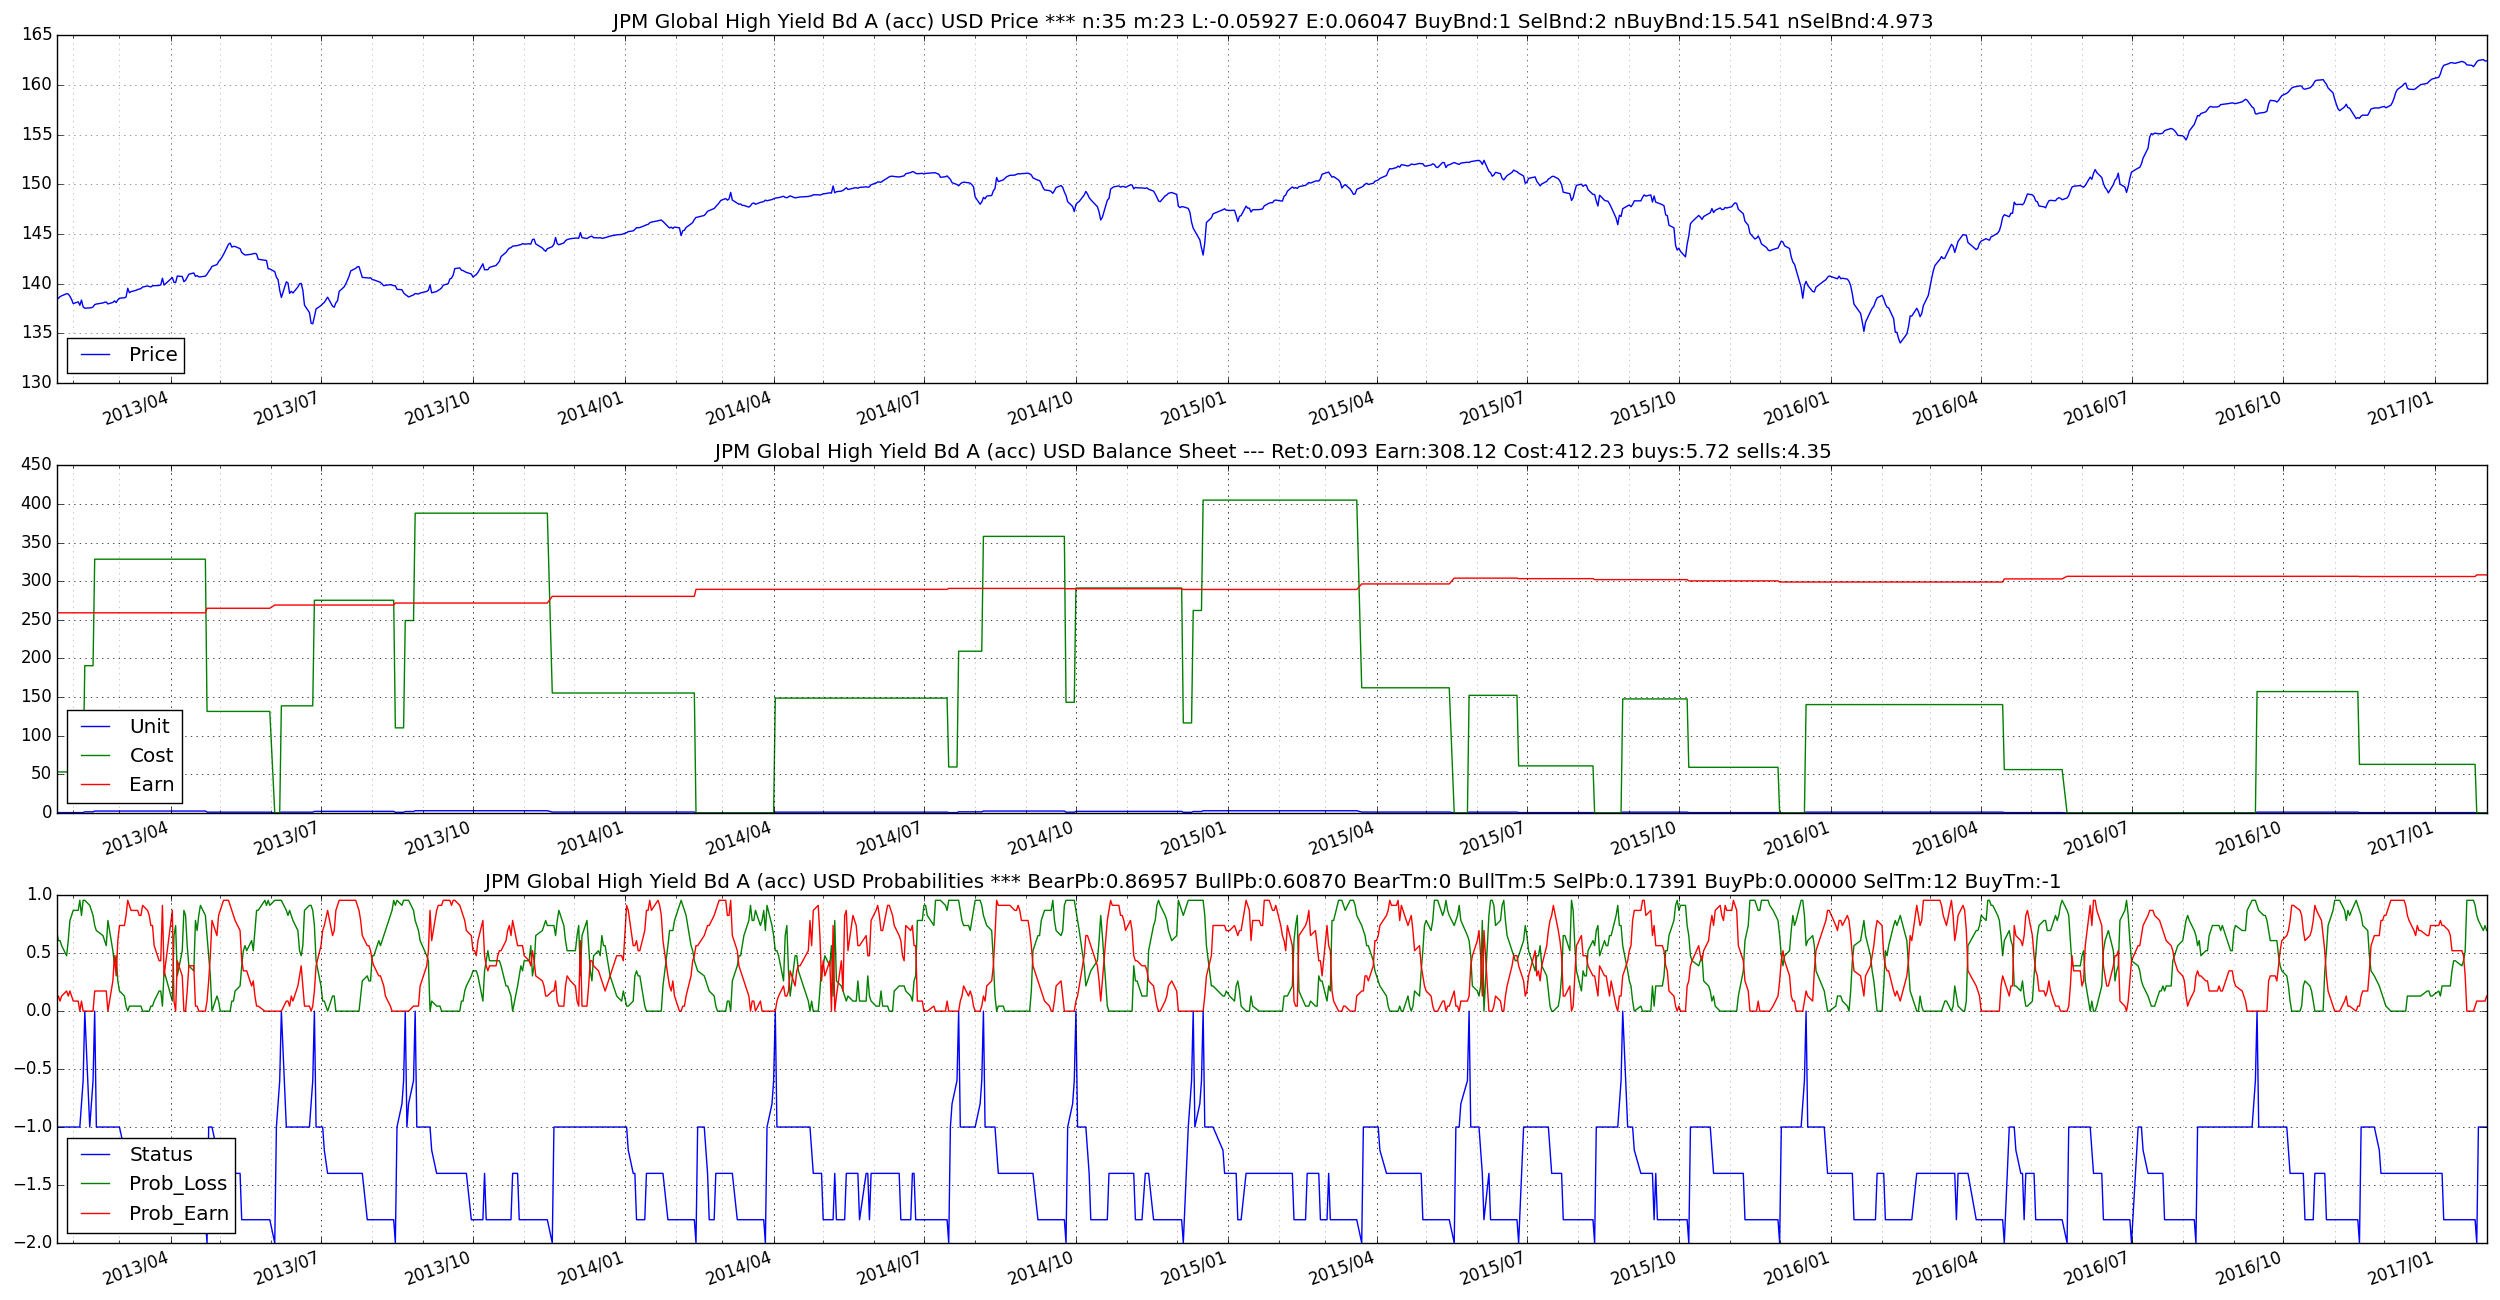 JPM Global High Yield Bd A (acc) USD Price *** n:35 m:23 L:-0.05927 E:0.06047 BuyBnd:1 SelBnd:2 nBuyBnd:15.541 nSelBnd:4.973
165
160
155
150
145
140
135
130
Price
2013/04 2013/07 2013/10 2014/01 2014/04 2014/07 2014/10 2015/01 2015/04 2015/07 2015/10 2016/01 2016/04 2016/07 2016/10 2017/01
JPM Global High Yield Bd A (acc) USD Balance Sheet --- Ret:0.093 Earn:308.12 Cost:412.23 buys:5.72 sells:4.35
450
400
350
300
250
200
150
100
50
0
Unit
Cost
Earn
2013/04 2013/07 2013/10 2014/01 2014/04 2014/07 2014/10 2015/01 2015/04 2015/07 2015/10 2016/01 2016/04 2016/07 2016/10 2017/01
JPM Global High Yield Bd A (acc) USD Probabilities *** BearPb:0.86957 BullPb:0.60870 BearTm:0 BullTm:5 SelPb:0.17391 BuyPb:0.00000 SelTm:12 BuyTm:-1
1.0
0.5
0.0
−0.5
−1.0
−1.5
−2.0
Status
Prob_Loss
Prob_Earn
2013/04 2013/07 2013/10 2014/01 2014/04 2014/07 2014/10 2015/01 2015/04 2015/07 2015/10 2016/01 2016/04 2016/07 2016/10 2017/01